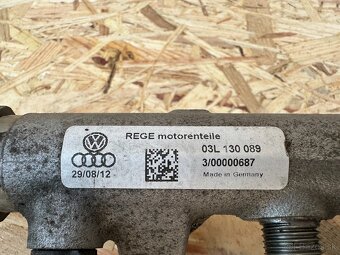 REGE motorenteile
03L 130 089
3/00000687
29/08/12
Made in Germany